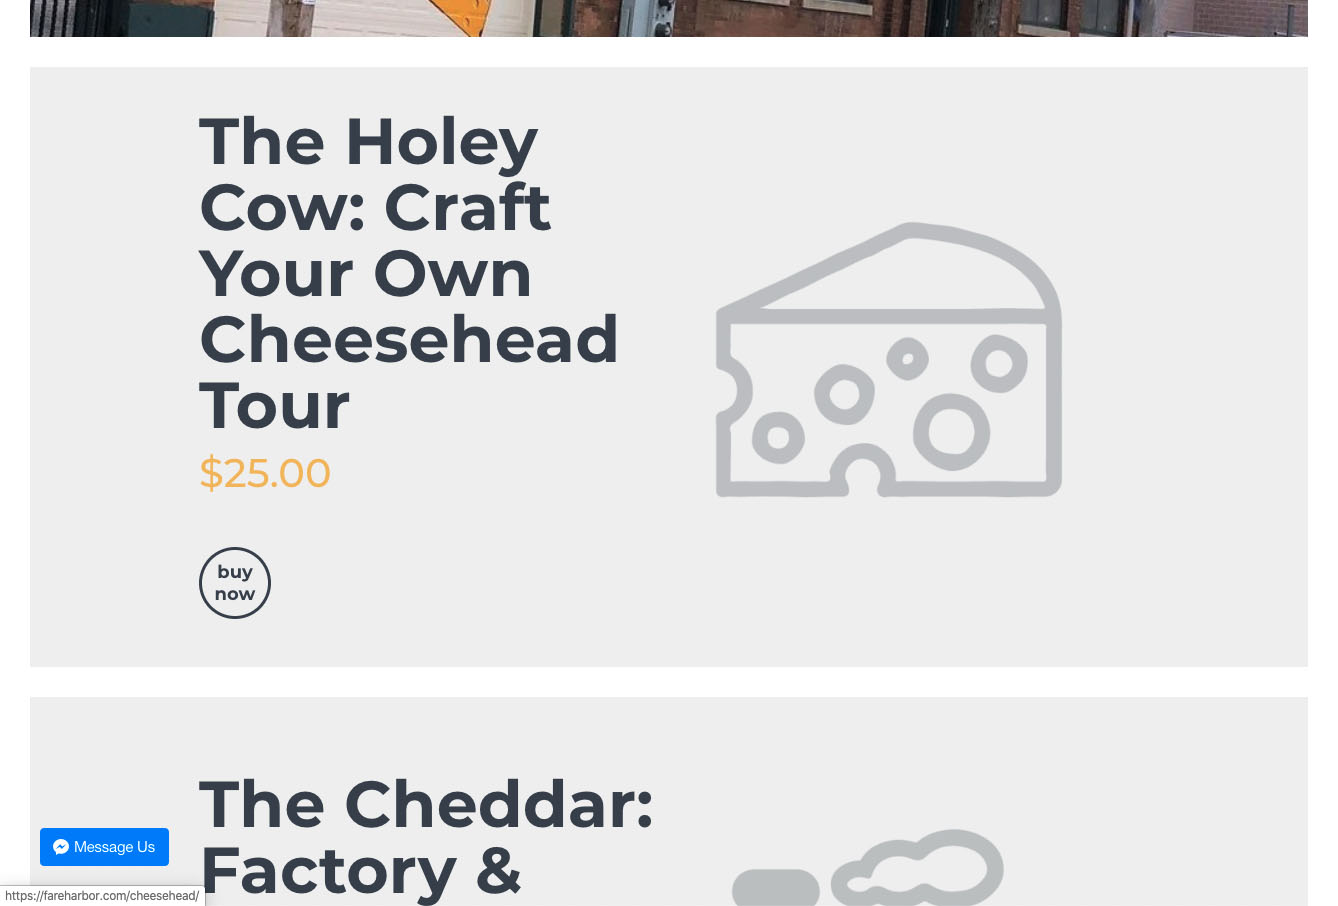 The Holey
Cow: Craft
Your Own
Cheesehead
Tour
$25.00
buy
now
The Cheddar:
Factory &
Message Us
https://fareharbor.com/cheesehead/